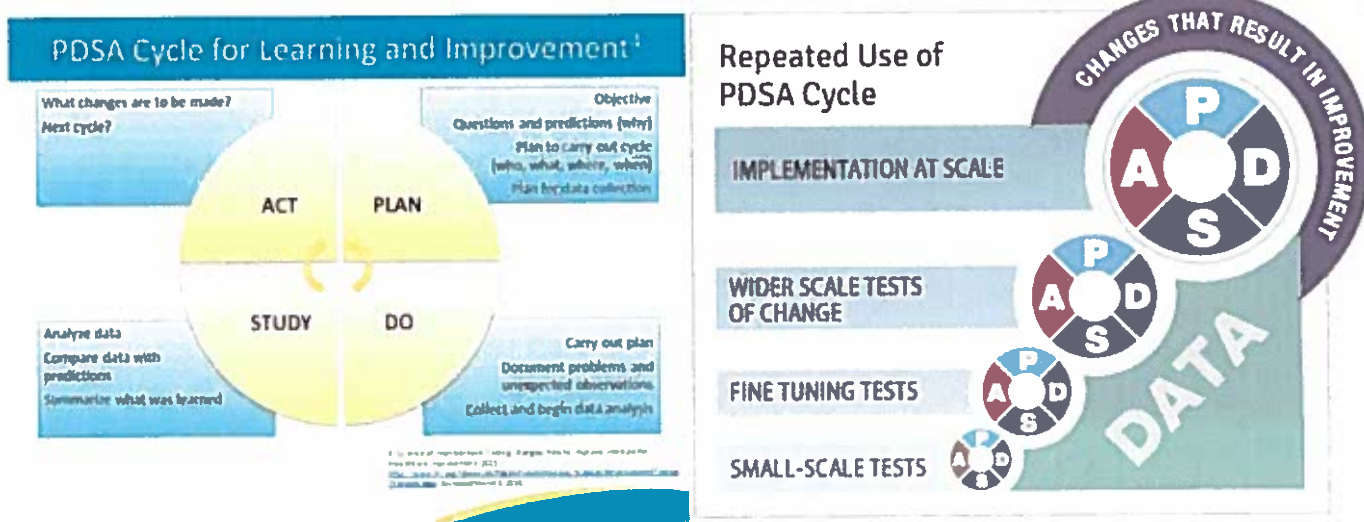 PDSA Cycle for Learning and Improvement¹
What changes are to be made?
Next cycle?
Objective
Questions and predictions (why)
Plan to carry out cycle
(who, what, where, when)
Plan for data collection
ACT
PLAN
STUDY
DO
Analyze data
Compare data with
predictions
Summarize what was learned
Carry out plan
Document problems and
unexpected observations
Collect and begin data analysis
Repeated Use of
PDSA Cycle
CHANGES THAT RESULT IN IMPROVEMENT
IMPLEMENTATION AT SCALE
P
A
D
S
WIDER SCALE TESTS
OF CHANGE
P
A
D
S
FINE TUNING TESTS
P
A
D
S
SMALL-SCALE TESTS
P
A
D
S
DATA